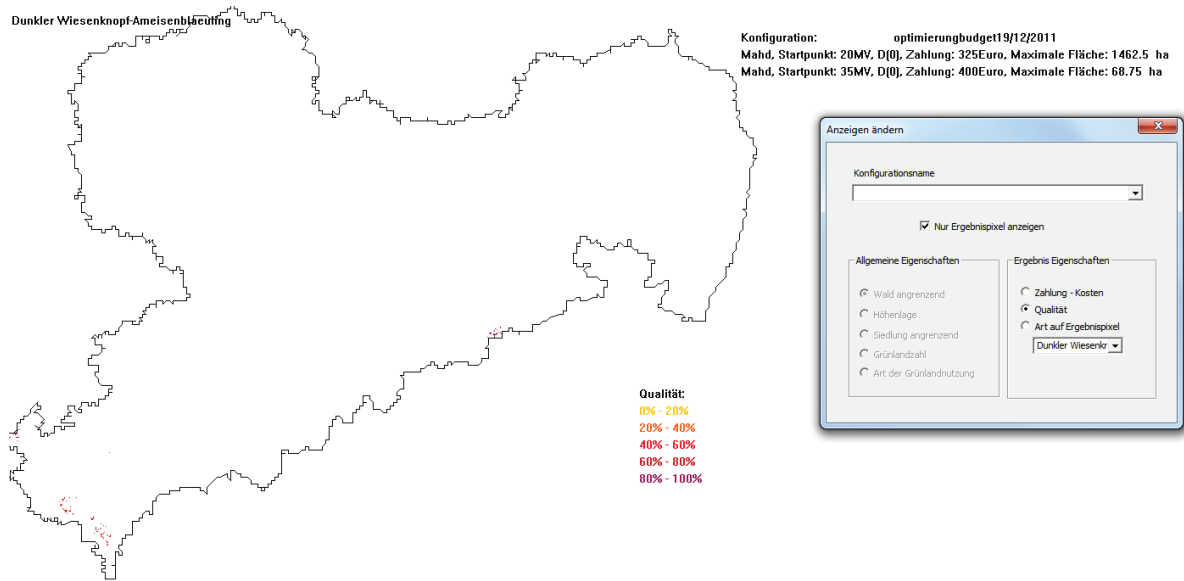 Dunkler Wiesenknopf-Ameisenblaeuling
Konfiguration: optimierungbudget19/12/2011
Mahd, Startpunkt: 20MV, D[0], Zahlung: 325Euro, Maximale Fläche: 1462.5 ha
Mahd, Startpunkt: 35MV, D[0], Zahlung: 400Euro, Maximale Fläche: 68.75 ha
Anzeigen ändern
Konfigurationsname
Nur Ergebnispixel anzeigen
Allgemeine Eigenschaften
Wald angrenzend
Höhenlage
Siedlung angrenzend
Grünlandzahl
Art der Grünlandnutzung
Ergebnis Eigenschaften
Zahlung - Kosten
Qualität
Art auf Ergebnispixel
Dunkler Wiesenkr
Qualität:
0% - 20%
20% - 40%
40% - 60%
60% - 80%
80% - 100%